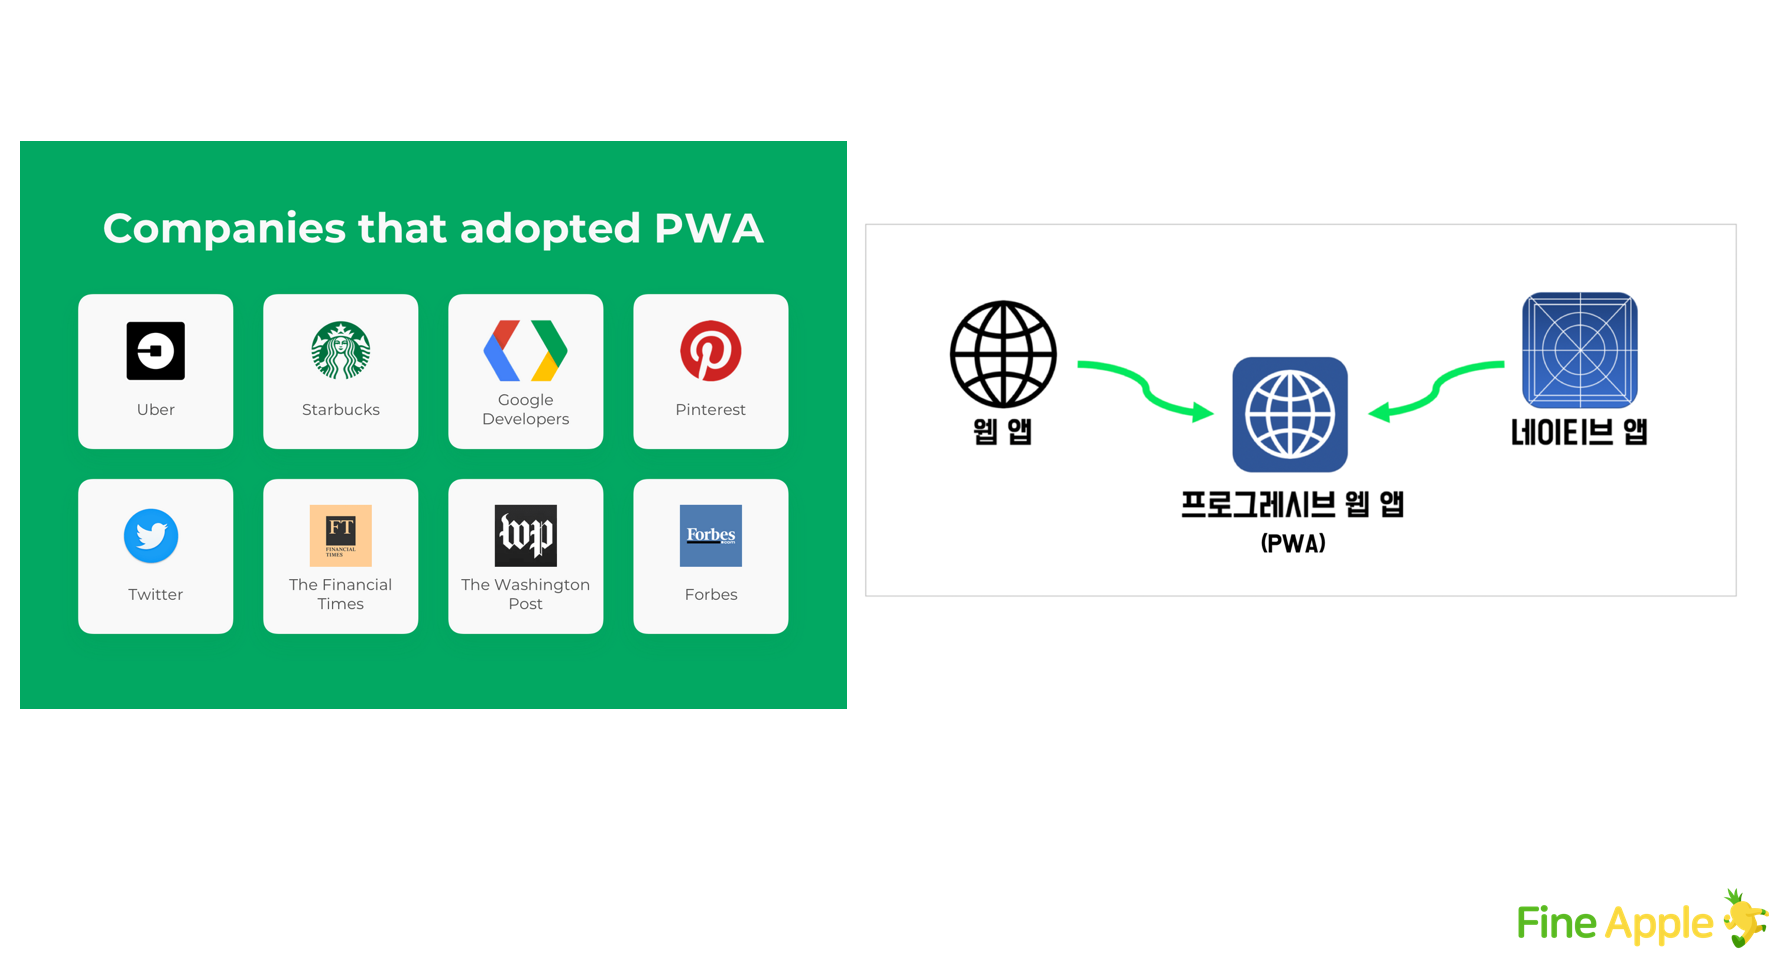 Companies that adopted PWA
Uber
Starbucks
Google
Developers
Pinterest
Twitter
FT
FINANCIAL
TIMES
The Financial
Times
wp
The Washington
Post
Forbes
Forbes
웹 앱
네이티브 앱
프로그레시브 웹 앱
(PWA)
Fine Apple